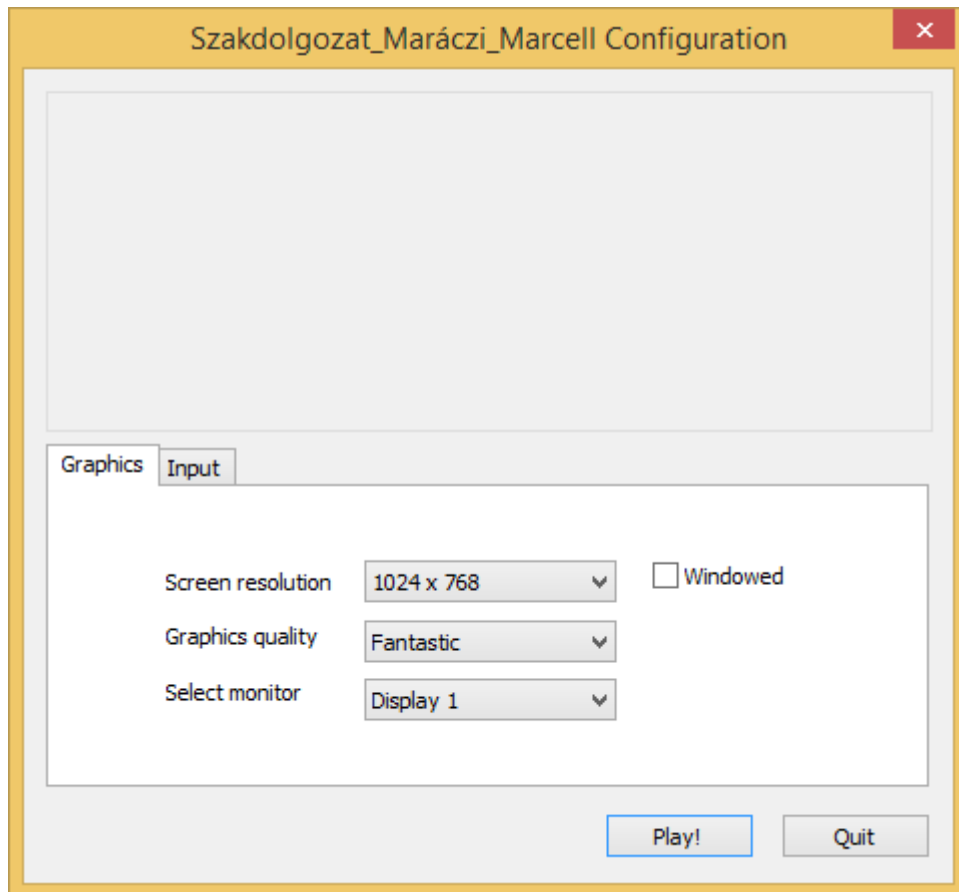 Szakdolgozat_Maráczi_Marcell Configuration
Graphics
Input
Screen resolution
1024 x 768
Windowed
Graphics quality
Fantastic
Select monitor
Display 1
Play!
Quit